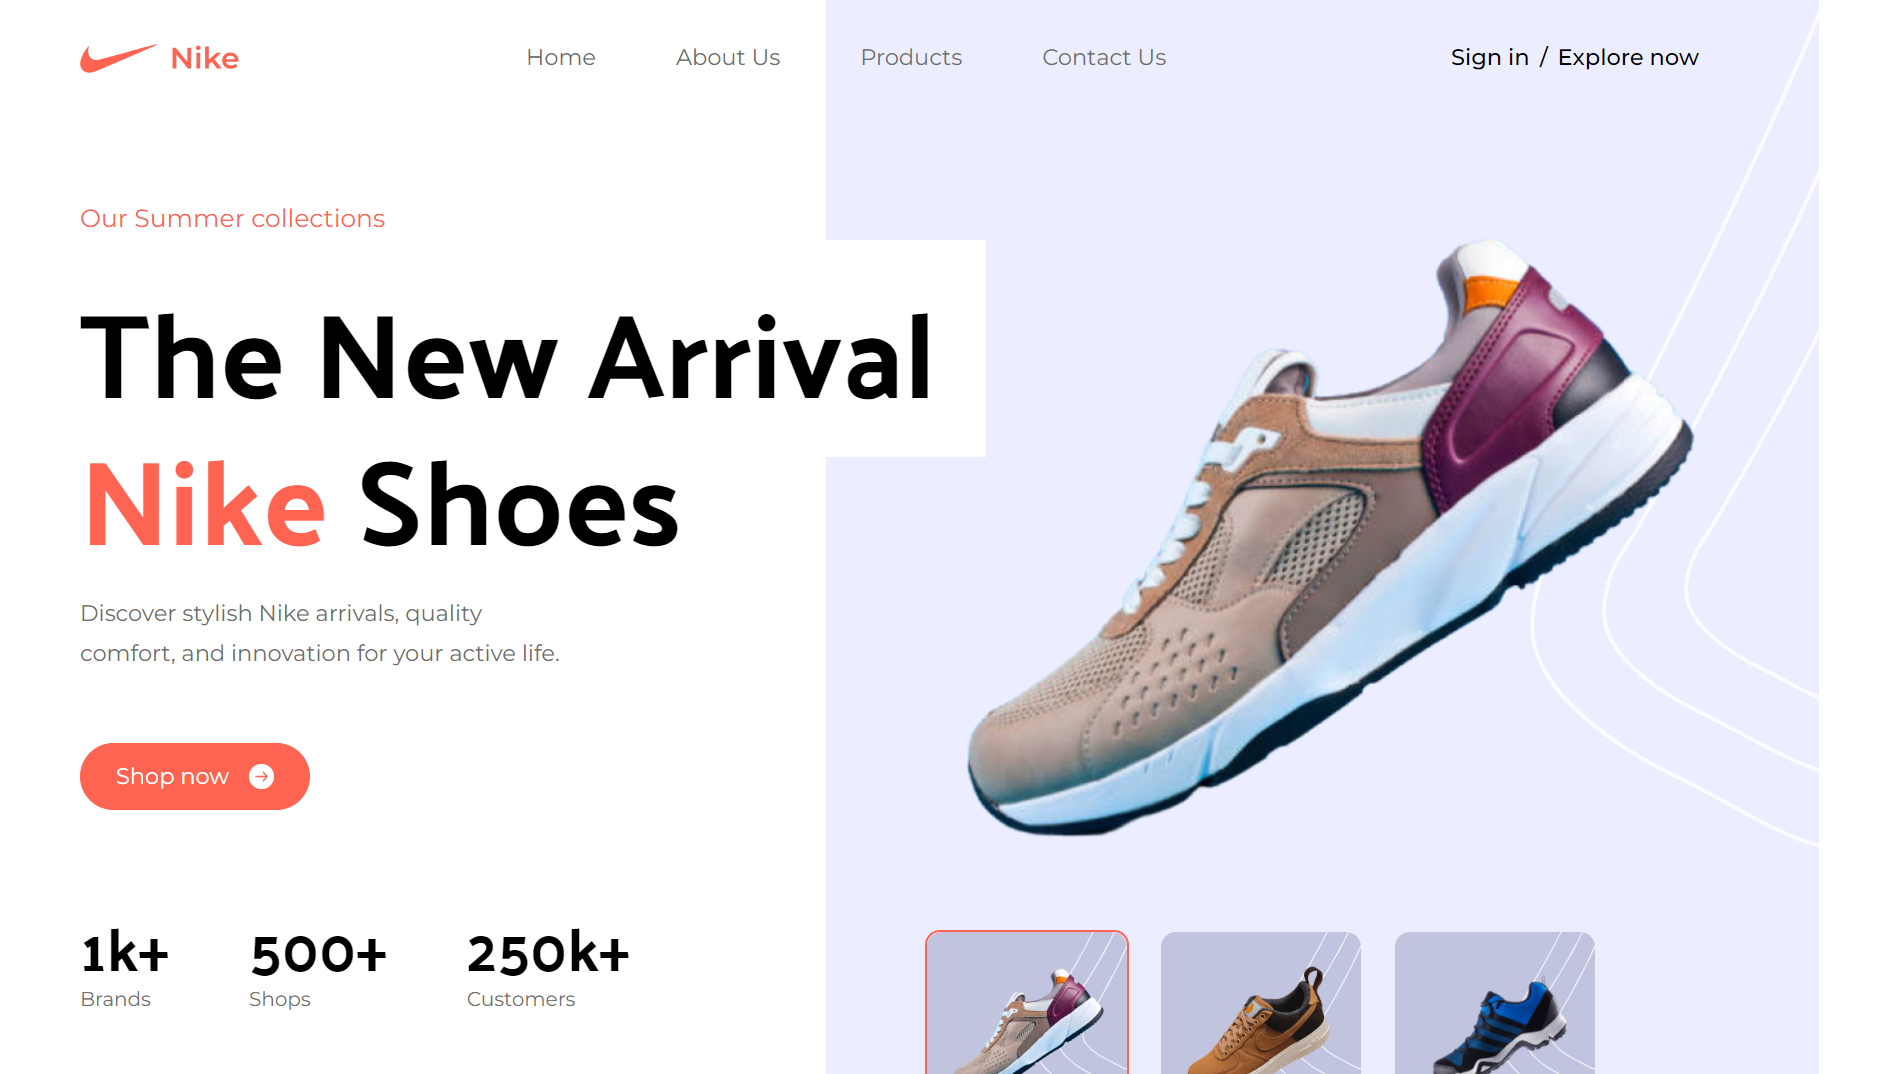 Nike
Home
About Us
Products
Contact Us
Sign in / Explore now
Our Summer collections
The New Arrival
Nike Shoes
Discover stylish Nike arrivals, quality
comfort, and innovation for your active life.
Shop now
1k+
Brands
500+
Shops
250k+
Customers